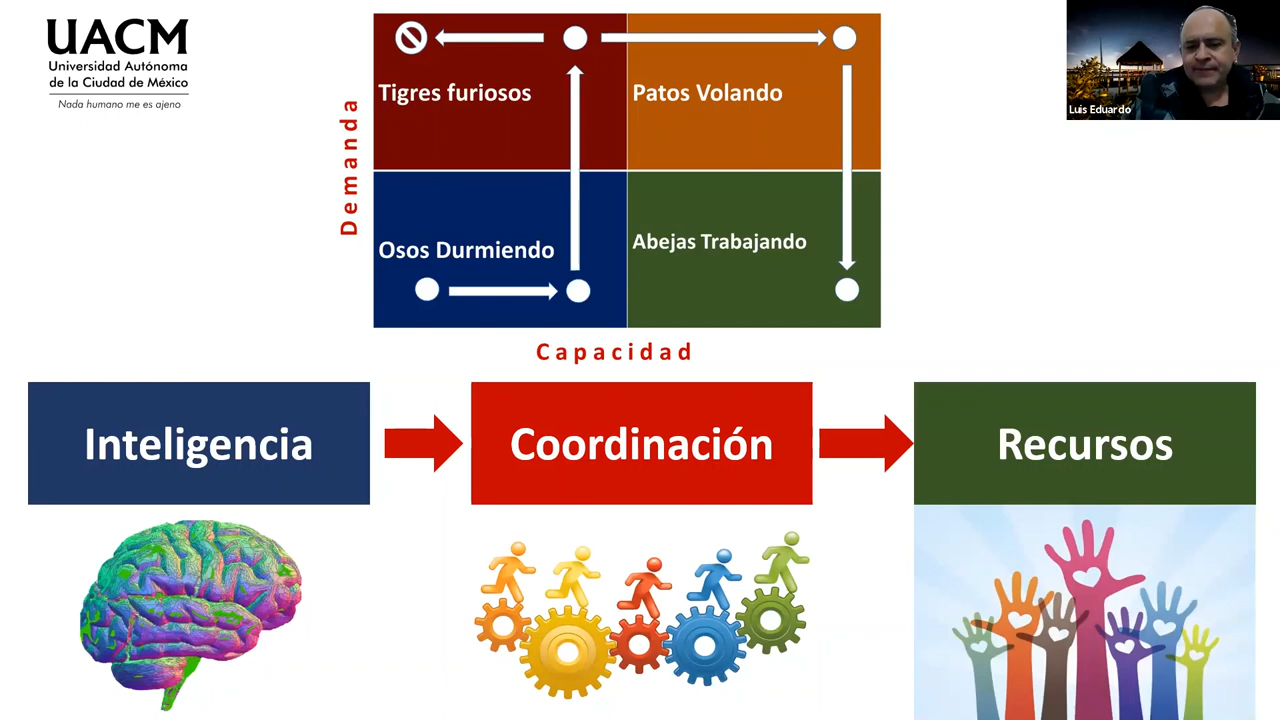 UACM
Universidad Autónoma
de la Ciudad de México
Nada humano me es ajeno
Demanda
Tigres furiosos
Patos Volando
Osos Durmiendo
Abejas Trabajando
Capacidad
Luis Eduardo
Inteligencia
Coordinación
Recursos